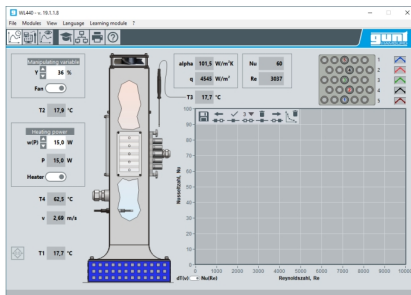 WL440 - v. 19.1.1.8
File Modules View Language Learning module ?
gunt
Manipulating variable
Y 36 %
Fan
T2 17,9 °C
Heating power
w(P) 15,0 W
P 15,0 W
Heater
T4 62,5 °C
v 2,69 m/s
T1 17,7 °C
alpha 101,5 W/m²K
q 4545 W/m²
T3 17,7 °C
Nu 60
Re 3037
1
2
3
4
5
3
100
90
80
70
60
50
40
30
20
10
0
Nusseltzahl, Nu
0 1000 2000 3000 4000 5000 6000 7000 8000 9000 10000
dT(v) Nu(Re) Reynoldszahl, Re